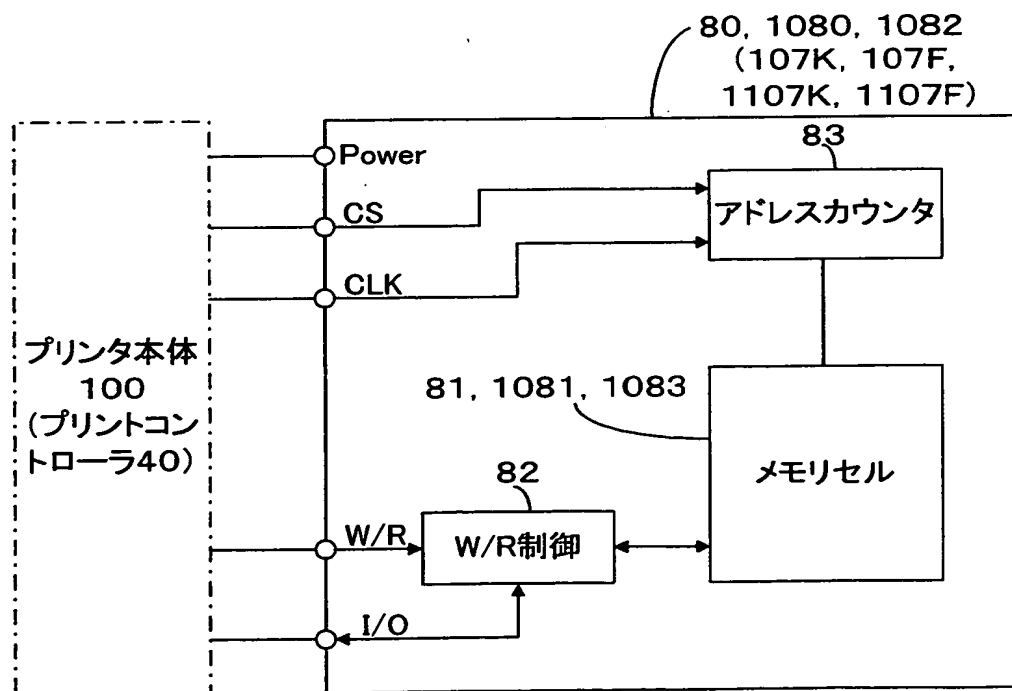 80, 1080, 1082
(107K, 107F,
1107K, 1107F)
Power
CS
CLK
83
アドレスカウンタ
プリンタ本体
100
(プリントコン
トローラ40)
81, 1081, 1083
メモリセル
82
W/R
W/R制御
I/O